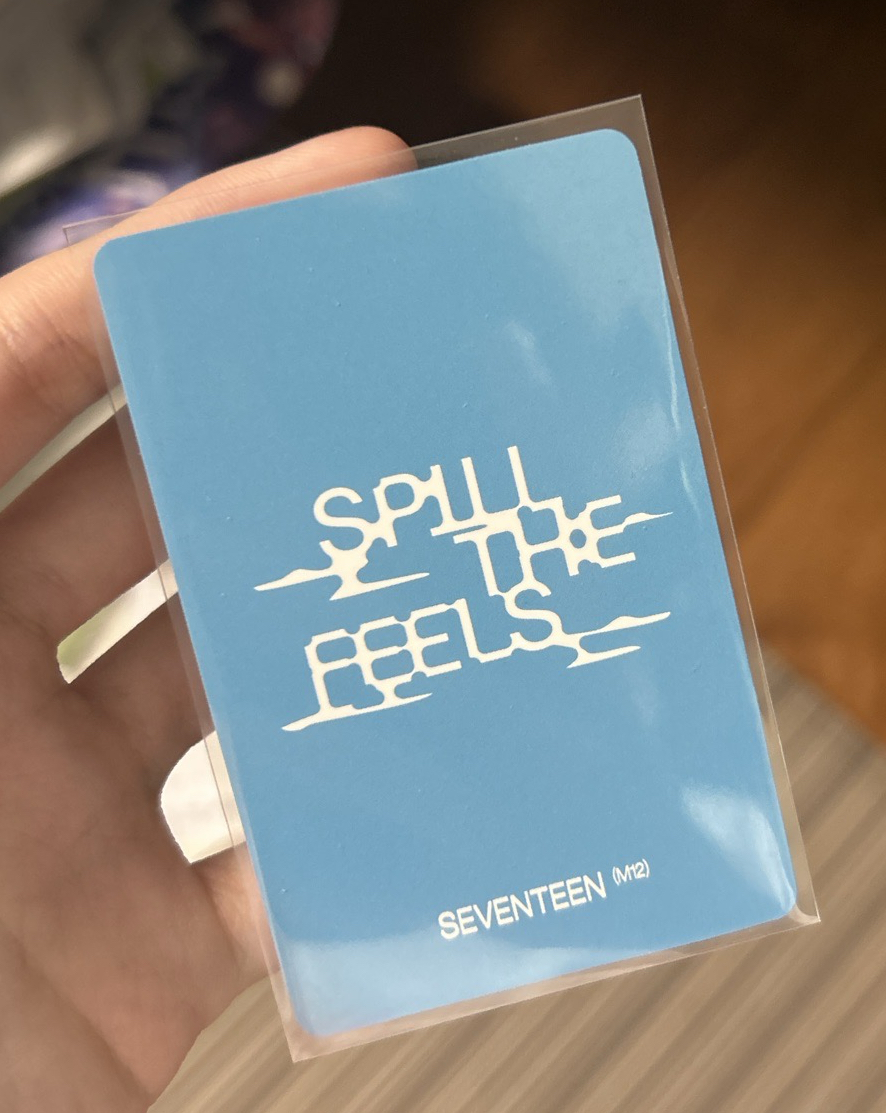 SPILL
THE
FEELS
SEVENTEEN (M12)